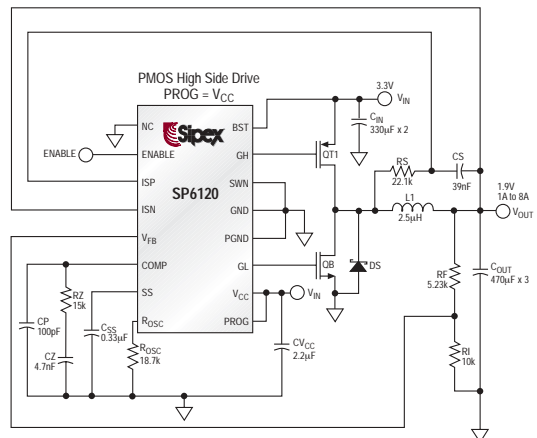 PMOS High Side Drive
PROG = VCC
3.3V
VIN
CIN
330µF x 2
NC
Sipex
BST
ENABLE
ENABLE
GH
QT1
RS
22.1k
CS
39nF
ISP
SP6120
SWN
1.9V
1A to 8A
VOUT
ISN
GND
L1
2.5µH
VFB
PGND
COMP
GL
QB
DS
RF
5.23k
COUT
470µF x 3
RZ
15k
SS
VCC
VIN
CP
100pF
CSS
0.33µF
ROSC
PROG
CZ
4.7nF
ROSC
18.7k
CVCC
2.2µF
RI
10k